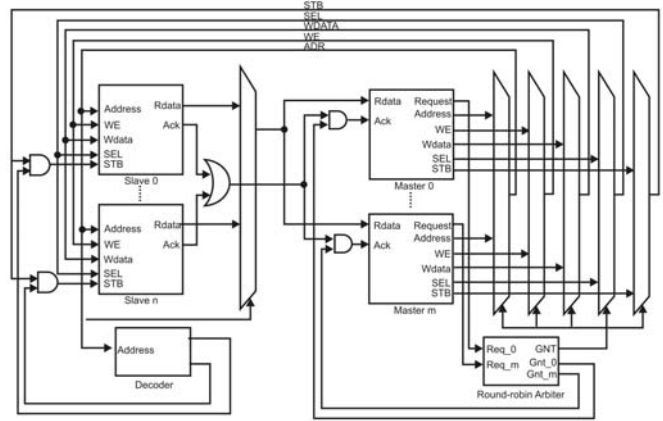 STB
SEL
WDATA
WE
ADR
Address
Rdata
WE
Ack
Wdata
SEL
STB
Slave 0
Address
Rdata
WE
Ack
Wdata
SEL
STB
Slave n
Address
Decoder
Rdata
Request
Address
Ack
WE
Wdata
SEL
STB
Master 0
Rdata
Request
Address
Ack
WE
Wdata
SEL
STB
Master m
Req_0
GNT
Req_m
Gnt_0
Gnt_m
Round-robin Arbiter